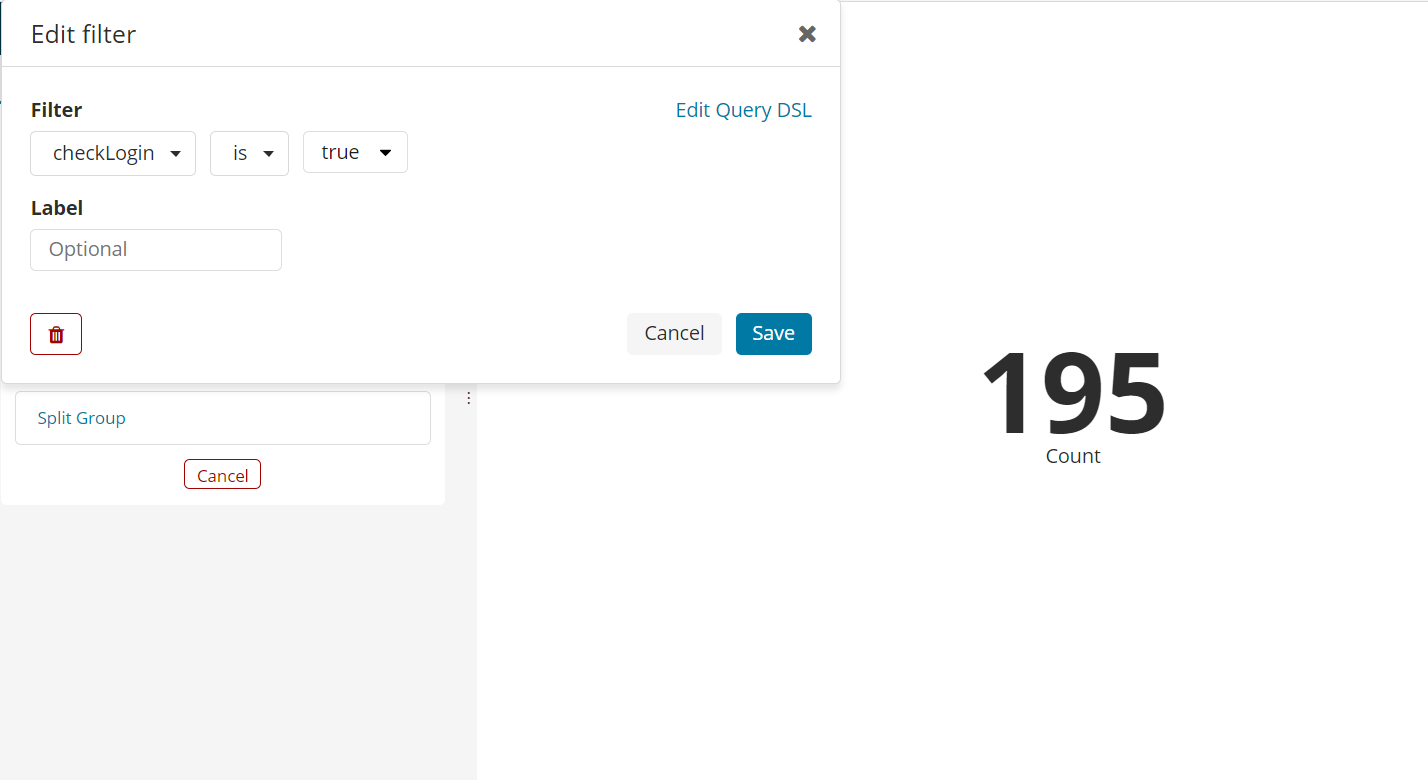 Edit filter
Filter
Edit Query DSL
checkLogin is true
Label
Optional
Cancel Save
Split Group
Cancel
195
Count